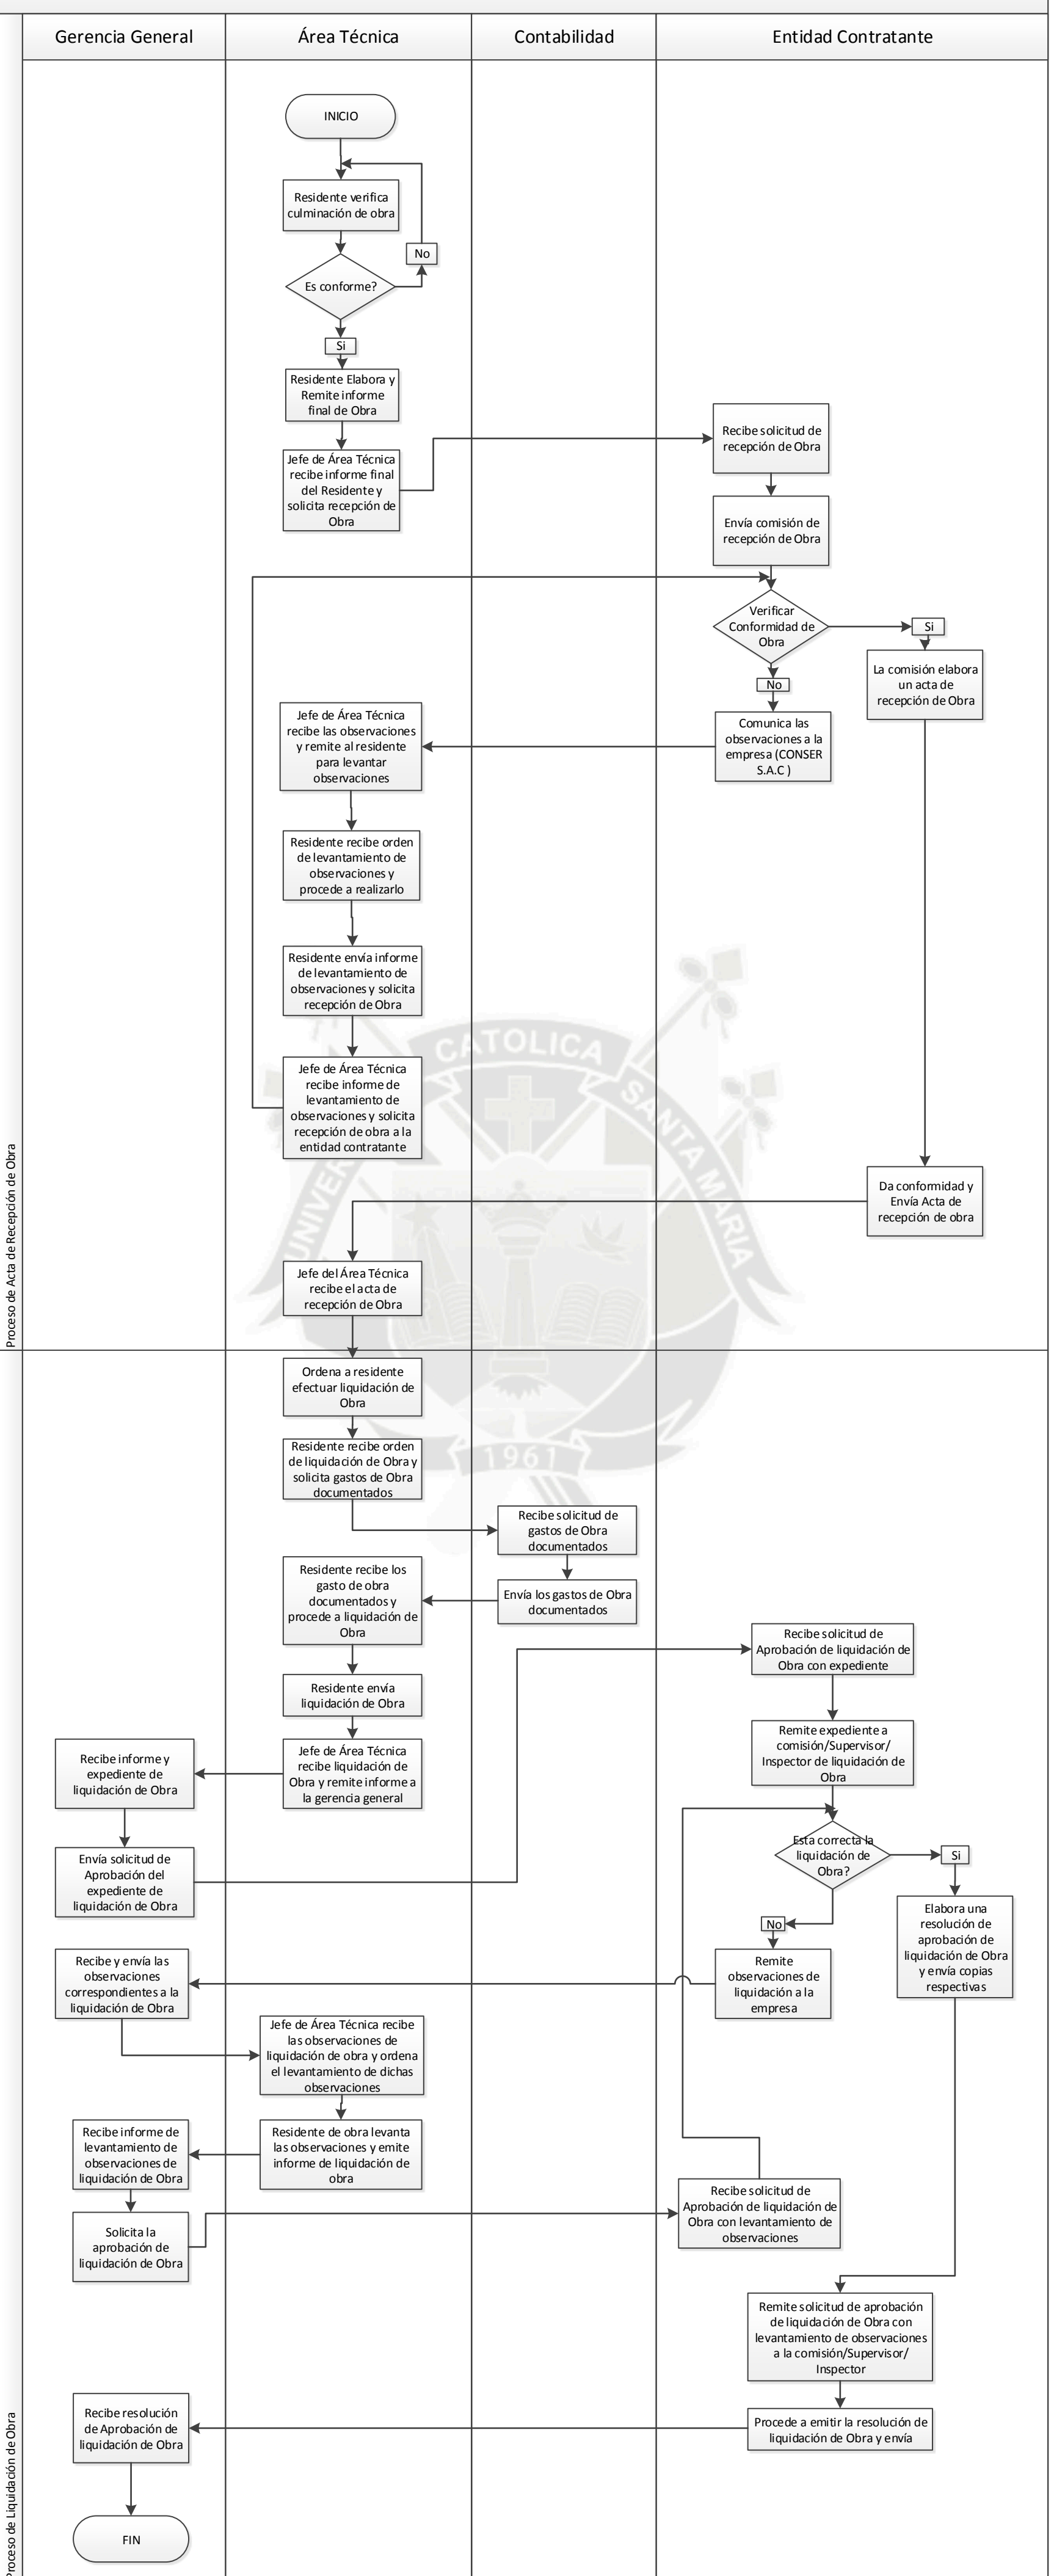 Gerencia General
Área Técnica
Contabilidad
Entidad Contratante
INICIO
Residente verifica
culminación de obra
No
Es conforme?
Si
Residente Elabora y
Remite informe
final de Obra
Jefe de Área Técnica
recibe informe final
del Residente y
solicita recepción de
Obra
Recibe solicitud de
recepción de Obra
Envía comisión de
recepción de Obra
Verificar
Conformidad de
Obra
Si
No
La comisión elabora
un acta de
recepción de Obra
Comunica las
observaciones a la
empresa (CONSER
S.A.C )
Jefe de Área Técnica
recibe las observaciones
y remite al residente
para levantar
observaciones
Residente recibe orden
de levantamiento de
observaciones y
procede a realizarlo
Residente envía informe
de levantamiento de
observaciones y solicita
recepción de Obra
Jefe de Área Técnica
recibe informe de
levantamiento de
observaciones y solicita
recepción de obra a la
entidad contratante
Da conformidad y
Envía Acta de
recepción de obra
Jefe del Área Técnica
recibe el acta de
recepción de Obra
Proceso de Acta de Recepción de Obra
CATOLICA
SANTA MARIA
1961
Ordena a residente
efectuar liquidación de
Obra
Residente recibe orden
de liquidación de Obra y
solicita gastos de Obra
documentados
Recibe solicitud de
gastos de Obra
documentados
Envía los gastos de Obra
documentados
Residente recibe los
gasto de obra
documentados y
procede a liquidación de
Obra
Residente envía
liquidación de Obra
Jefe de Área Técnica
recibe liquidación de
Obra y remite informe a
la gerencia general
Recibe informe y
expediente de
liquidación de Obra
Envía solicitud de
Aprobación del
expediente de
liquidación de Obra
Recibe solicitud de
Aprobación de liquidación de
Obra con expediente
Remite expediente a
comisión/Supervisor/
Inspector de liquidación de
Obra
Esta correcta la
liquidación de
Obra?
Si
No
Elabora una
resolución de
aprobación de
liquidación de Obra
y envía copias
respectivas
Remite
observaciones de
liquidación a la
empresa
Recibe y envía las
observaciones
correspondientes a la
liquidación de Obra
Jefe de Área Técnica recibe
las observaciones de
liquidación de obra y ordena
el levantamiento de dichas
observaciones
Residente de obra levanta
las observaciones y emite
informe de liquidación de
obra
Recibe informe de
levantamiento de
observaciones de
liquidación de Obra
Solicita la
aprobación de
liquidación de Obra
Recibe solicitud de
Aprobación de liquidación de
Obra con levantamiento de
observaciones
Remite solicitud de aprobación
de liquidación de Obra con
levantamiento de observaciones
a la comisión/Supervisor/
Inspector
Procede a emitir la resolución de
liquidación de Obra y envía
Recibe resolución
de Aprobación de
liquidación de Obra
FIN
Proceso de Liquidación de Obra